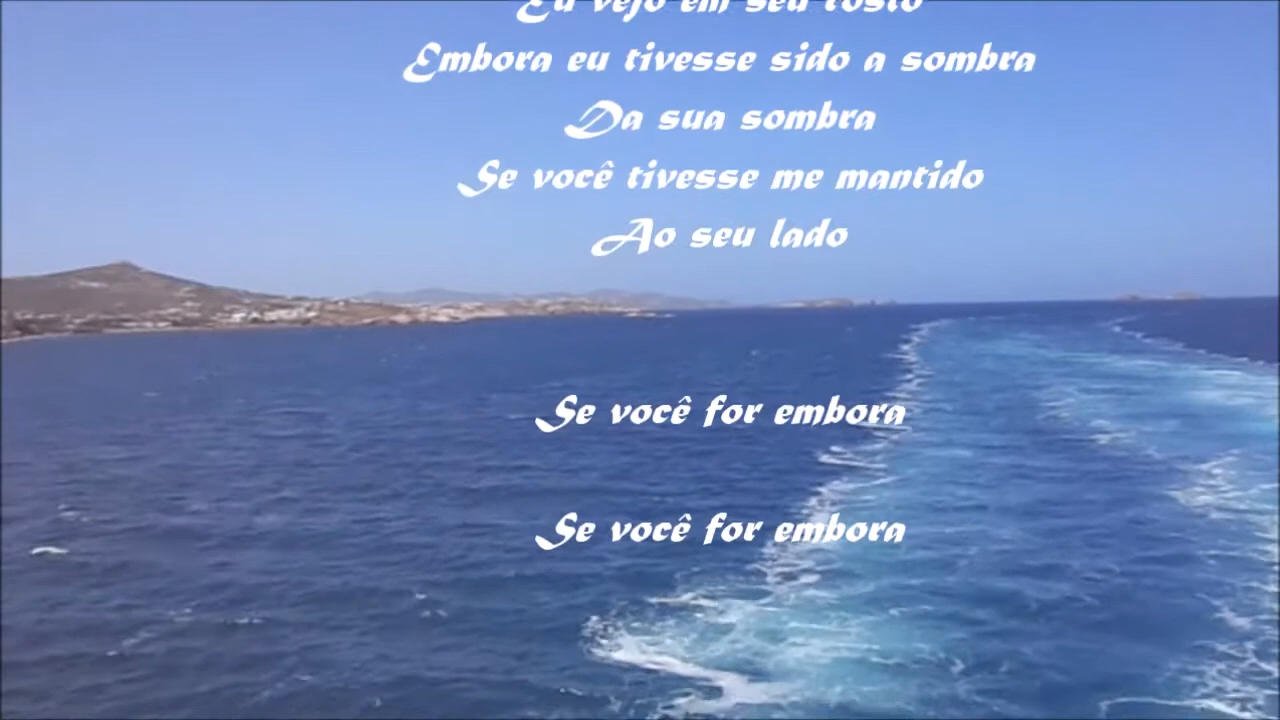 Eu vejo em seu rosto
Embora eu tivesse sido a sombra
Da sua sombra
Se você tivesse me mantido
Ao seu lado
Se você for embora
Se você for embora